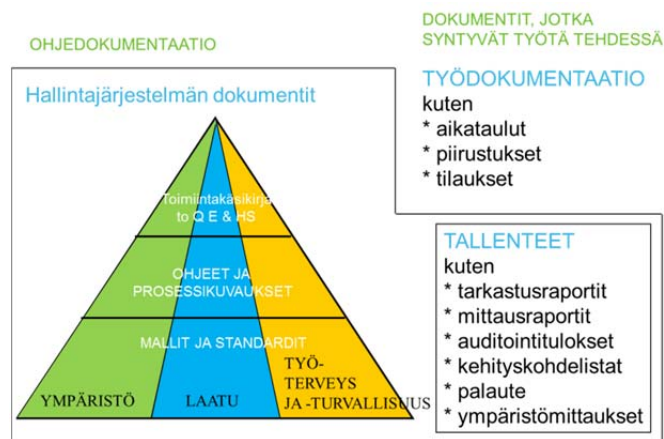 OHJEDOKUMENTAATIO
DOKUMENTIT, JOTKA
SYNTYVÄT TYÖTÄ TEHDESSÄ
Hallintajärjestelmän dokumentit
TYÖDOKUMENTAATIO
kuten
* aikataulut
* piirustukset
* tilaukset
Toimiintakäsikirja
to Q E & HS
OHJEET JA
PROSESSIKUVAUKSET
MALLIT JA STANDARDIT
YMPÄRISTÖ
LAATU
TYÖ-
TERVEYS
JA -TURVALLISUUS
TALLENTEET
kuten
* tarkastusraportit
* mittausraportit
* auditointitulokset
* kehityskohdelistat
* palaute
* ympäristömittaukset